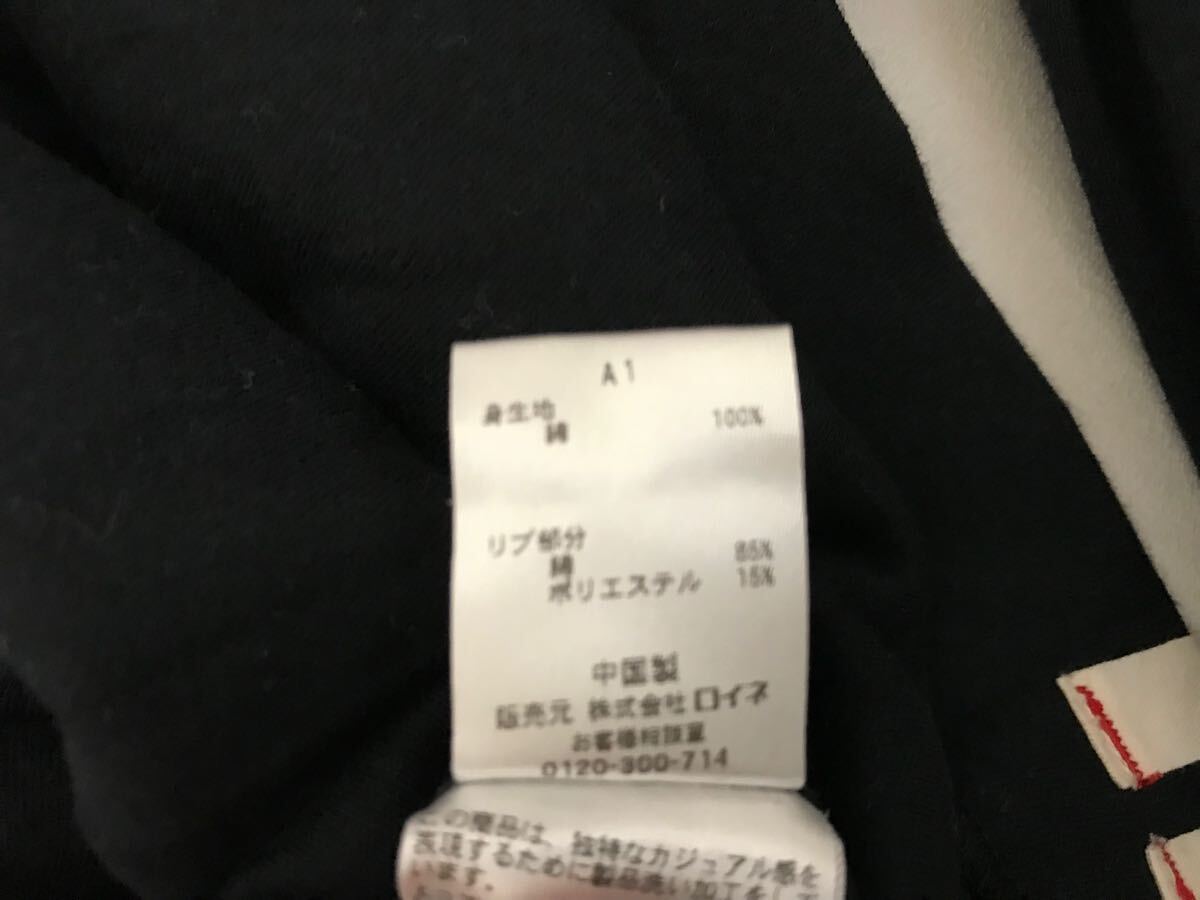 A1
身生地
綿 100%
リブ部分
綿 85%
ポリエステル 15%
中国製
販売元 株式会社ロイネ
お客様相談室
0120-300-714
この商品は、独特なカジュアル感を
表現するために製品洗い加工をして
います。